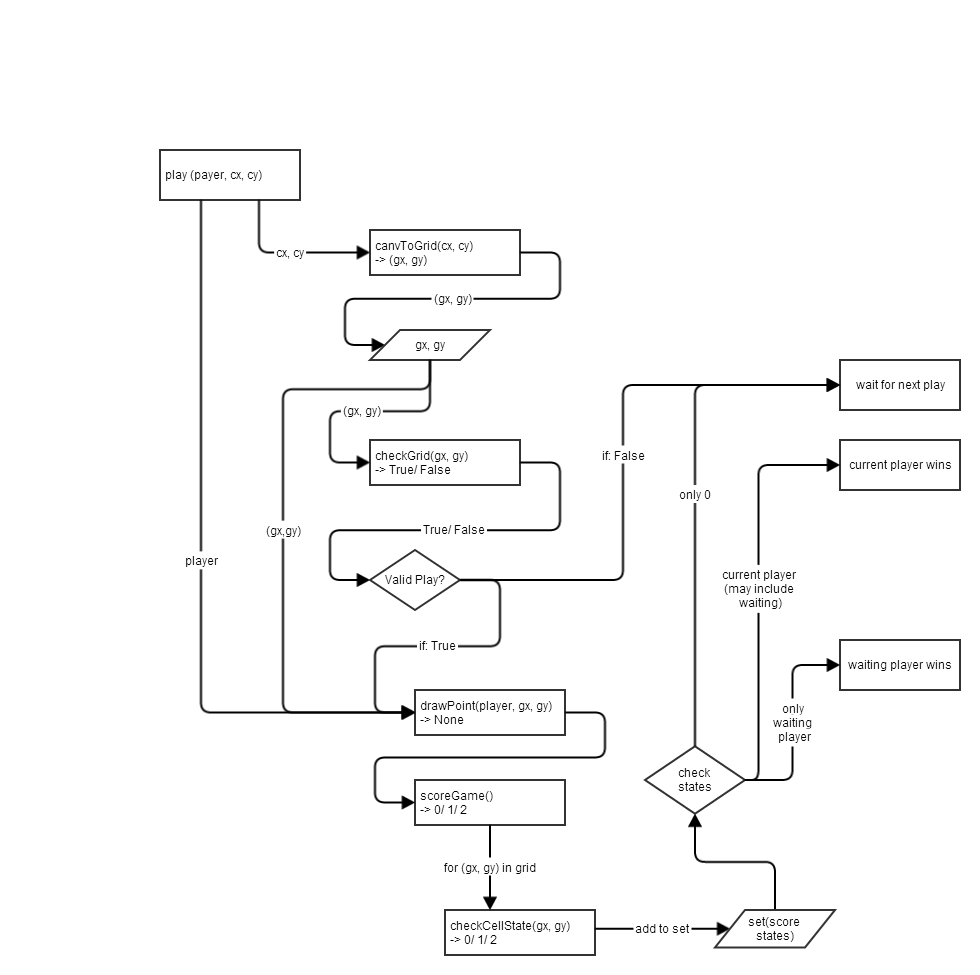 play (payer, cx, cy)
cx, cy
canvToGrid(cx, cy)
-> (gx, gy)
(gx, gy)
gx, gy
(gx, gy)
checkGrid(gx, gy)
-> True/ False
True/ False
Valid Play?
(gx,gy)
player
if: True
if: False
drawPoint(player, gx, gy)
-> None
scoreGame()
-> 0/ 1/ 2
for (gx, gy) in grid
checkCellState(gx, gy)
-> 0/ 1/ 2
add to set
set(score
states)
check
states
only 0
current player
(may include
waiting)
only
waiting
player
wait for next play
current player wins
waiting player wins